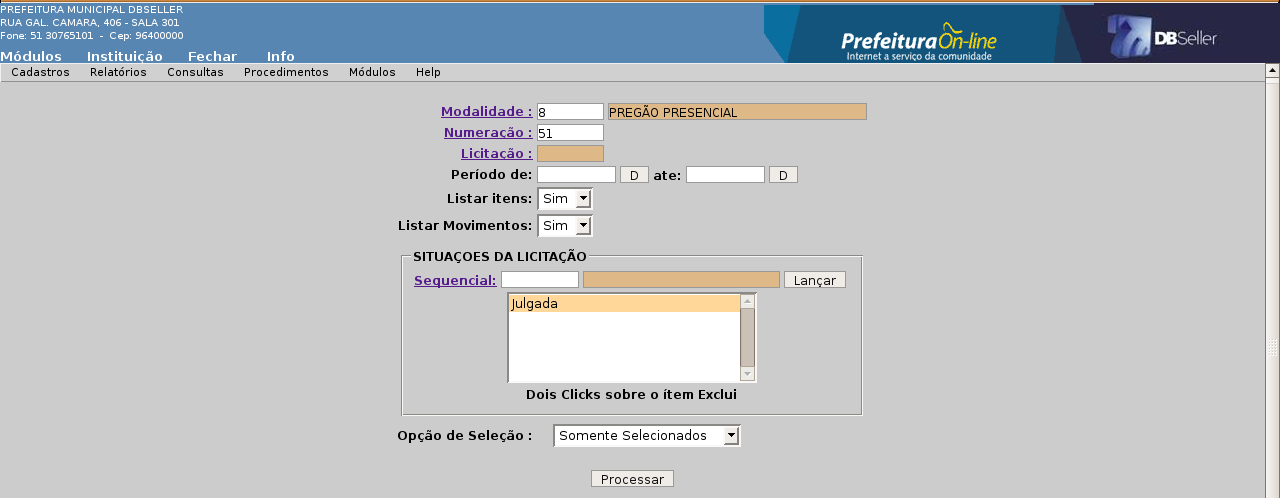 PREFEITURA MUNICIPAL DBSELLER
RUA GAL. CAMARA, 406 - SALA 301
Fone: 51 30765101 - Cep: 96400000
Módulos Instituição Fechar Info
PrefeituraOn-line
Internet a serviço da comunidade
DBSeller
Cadastros Relatórios Consultas Procedimentos Módulos Help
Modalidade : 8 PREGÃO PRESENCIAL
Numeração : 51
Licitação :
Período de: D ate: D
Listar itens: Sim
Listar Movimentos: Sim
SITUAÇOES DA LICITAÇÃO
Sequencial: Lançar
Julgada
Dois Clicks sobre o ítem Exclui
Opção de Seleção : Somente Selecionados
Processar